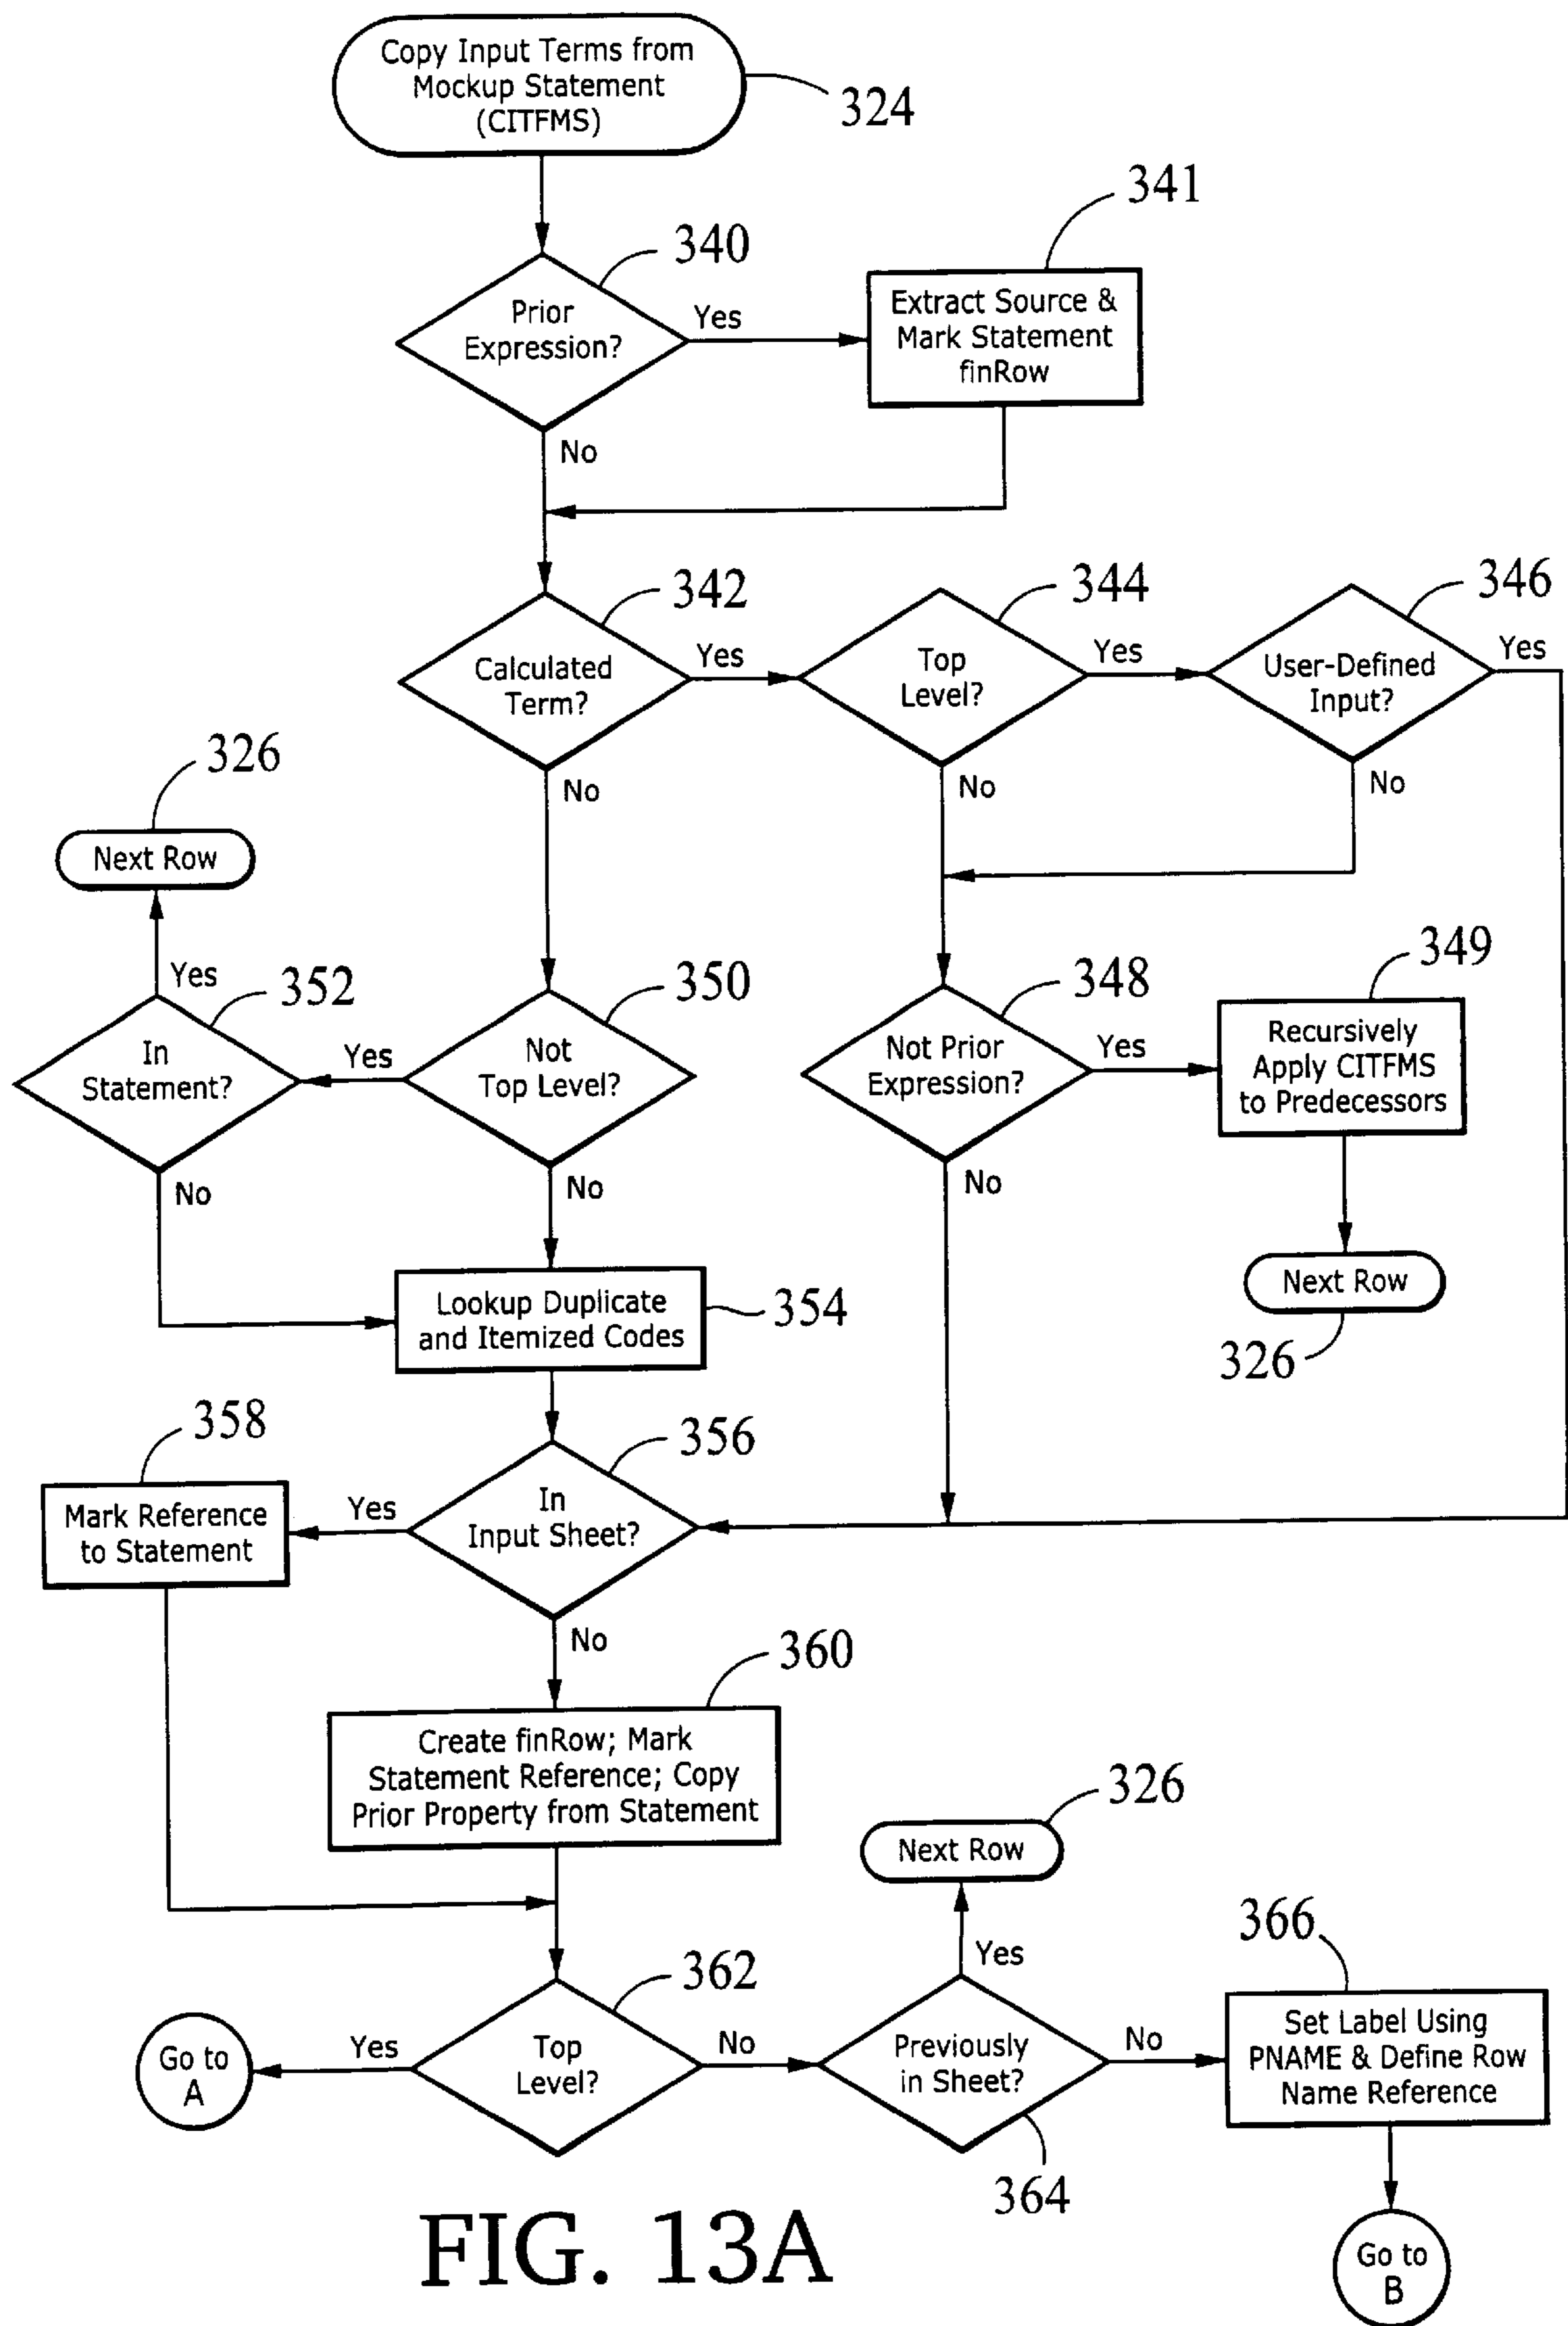 Copy Input Terms from
Mockup Statement
(CITFMS)
324
340
Prior
Expression?
Yes
341
Extract Source &
Mark Statement
finRow
No
342
Calculated
Term?
Yes
344
Top
Level?
Yes
346
User-Defined
Input?
Yes
No
No
No
326
Next Row
Yes
352
In
Statement?
Yes
350
Not
Top Level?
348
Not Prior
Expression?
Yes
349
Recursively
Apply CITFMS
to Predecessors
No
No
No
Next Row
326
Lookup Duplicate
and Itemized Codes
354
358
Mark Reference
to Statement
Yes
356
In
Input Sheet?
No
360
Create finRow; Mark
Statement Reference; Copy
Prior Property from Statement
326
Next Row
Yes
362
Top
Level?
Yes
Go to
A
No
Previously
in Sheet?
364
No
366
Set Label Using
PNAME & Define Row
Name Reference
Go to
B
FIG. 13A